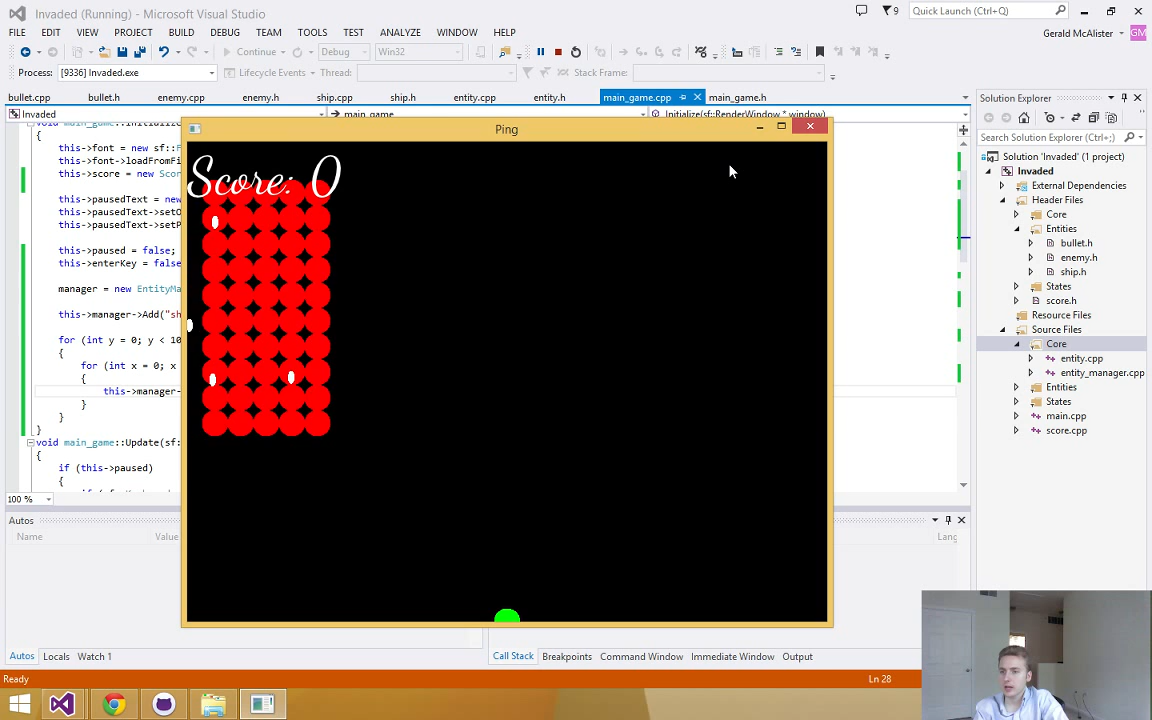 Invaded (Running) - Microsoft Visual Studio
9
Quick Launch (Ctrl+Q)
FILE EDIT VIEW PROJECT BUILD DEBUG TEAM TOOLS TEST ANALYZE WINDOW HELP
Gerald McAlister GM
Continue Debug Win32
Process: [9336] Invaded.exe Lifecycle Events Thread: Stack Frame:
bullet.cpp bullet.h enemy.cpp enemy.h ship.cpp ship.h entity.cpp entity.h main_game.cpp main_game.h
Invaded main_game Initialize(sf::RenderWindow * window)
{
this->font = new sf::F
this->font->loadFromFi
this->score = new Scor
this->pausedText = new
this->pausedText->setO
this->pausedText->setP
this->paused = false;
this->enterKey = false
manager = new EntityMa
this->manager->Add("sh
for (int y = 0; y < 10
{
for (int x = 0; x
{
this->manager-
}
}
}
void main_game::Update(sf:
{
if (this->paused)
{
100 %
Ping
Score: 0
Autos
Name Value
Lang
Autos Locals Watch 1
Call Stack Breakpoints Command Window Immediate Window Output
Ready
Ln 28
Solution Explorer
Search Solution Explorer (Ctrl+;)
Solution 'Invaded' (1 project)
Invaded
External Dependencies
Header Files
Core
Entities
bullet.h
enemy.h
ship.h
States
score.h
Resource Files
Source Files
Core
entity.cpp
entity_manager.cpp
Entities
States
main.cpp
score.cpp